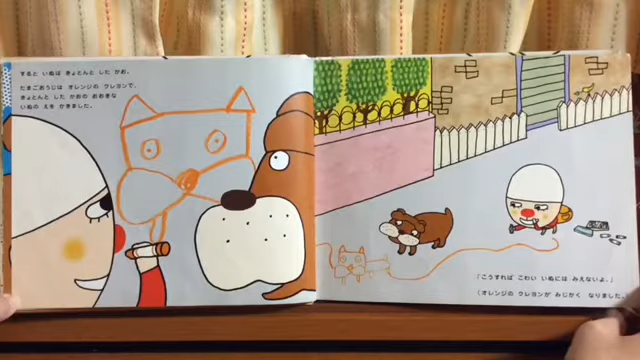 すると いぬは きょとんと した かお。
たまごおうじは オレンジの クレヨンで、
きょとんと した かおの おおきな
いぬの えを かきました。
「こうすれば こわい いぬには みえないよ。」
(オレンジの クレヨンが みじかく なりました。